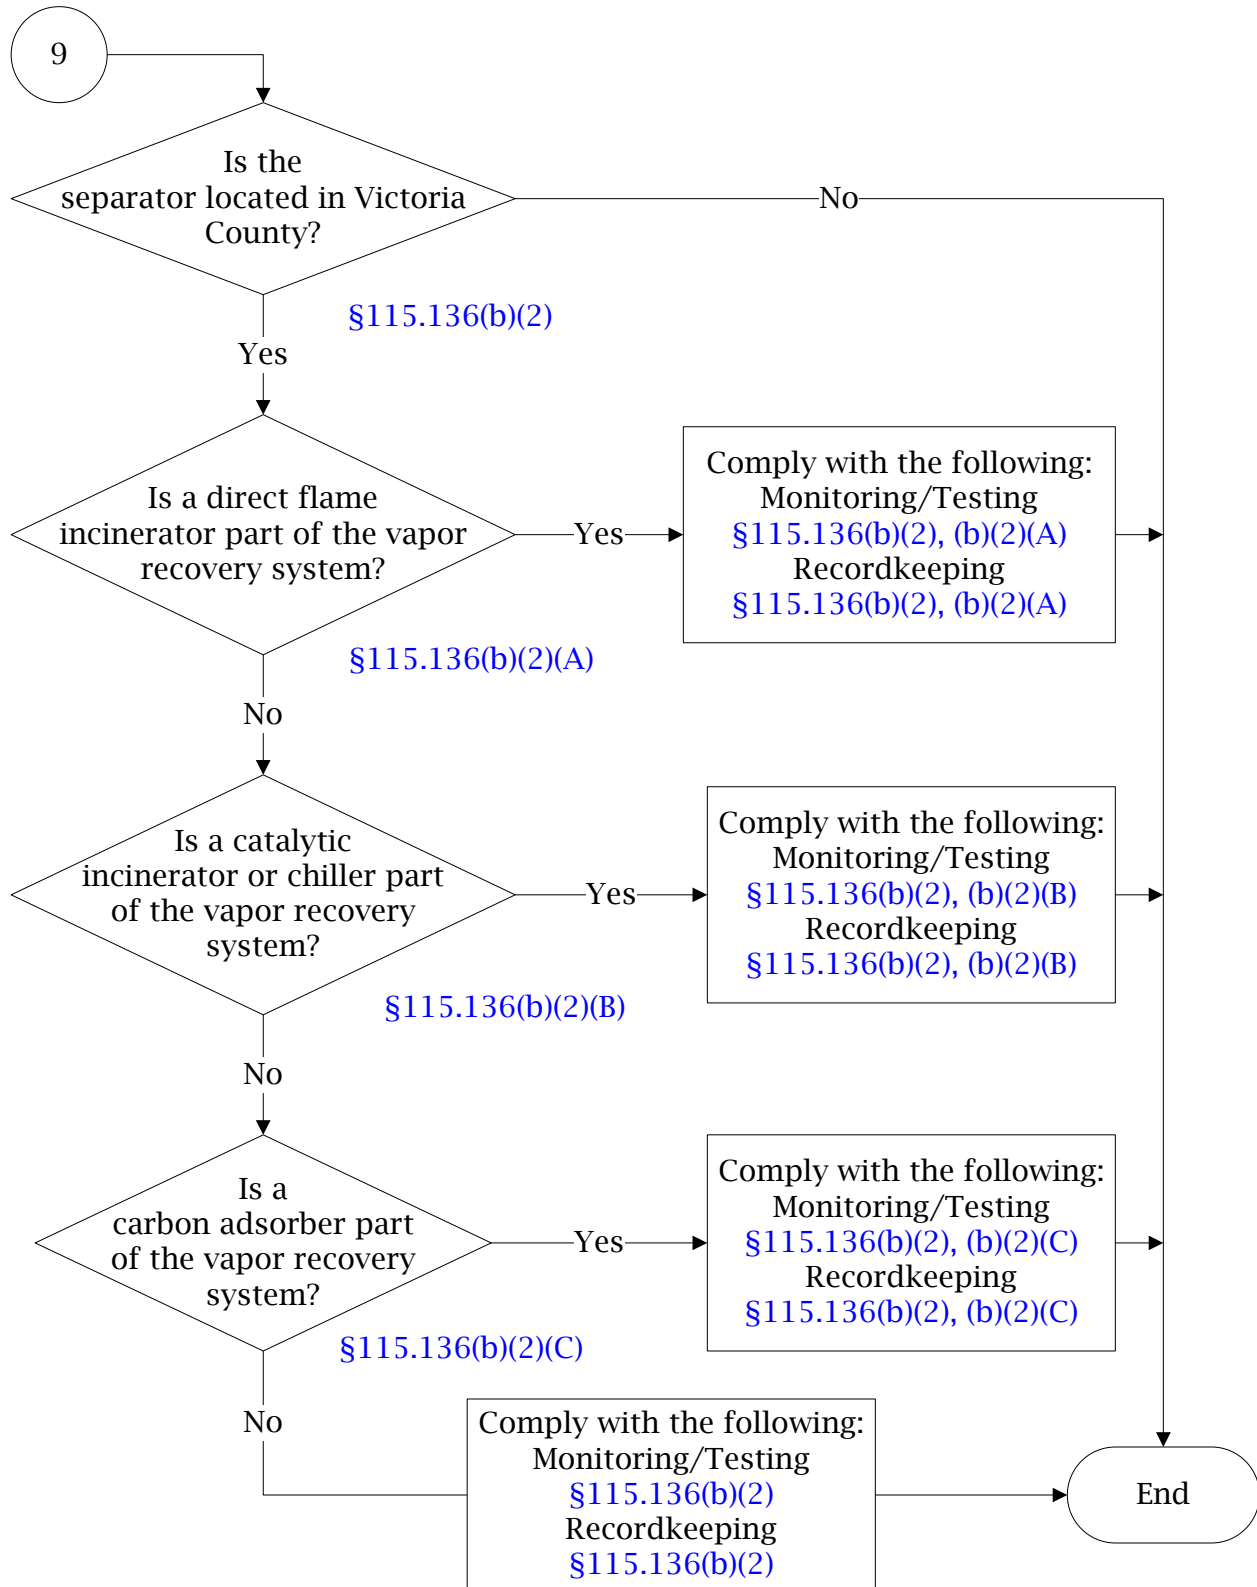 9
Is the
separator located in Victoria
County?
No
§115.136(b)(2)
Yes
Is a direct flame
incinerator part of the vapor
recovery system?
Yes
Comply with the following:
Monitoring/Testing
§115.136(b)(2), (b)(2)(A)
Recordkeeping
§115.136(b)(2), (b)(2)(A)
§115.136(b)(2)(A)
No
Is a catalytic
incinerator or chiller part
of the vapor recovery
system?
Yes
Comply with the following:
Monitoring/Testing
§115.136(b)(2), (b)(2)(B)
Recordkeeping
§115.136(b)(2), (b)(2)(B)
§115.136(b)(2)(B)
No
Is a
carbon adsorber part
of the vapor recovery
system?
Yes
Comply with the following:
Monitoring/Testing
§115.136(b)(2), (b)(2)(C)
Recordkeeping
§115.136(b)(2), (b)(2)(C)
§115.136(b)(2)(C)
No
Comply with the following:
Monitoring/Testing
§115.136(b)(2)
Recordkeeping
§115.136(b)(2)
End